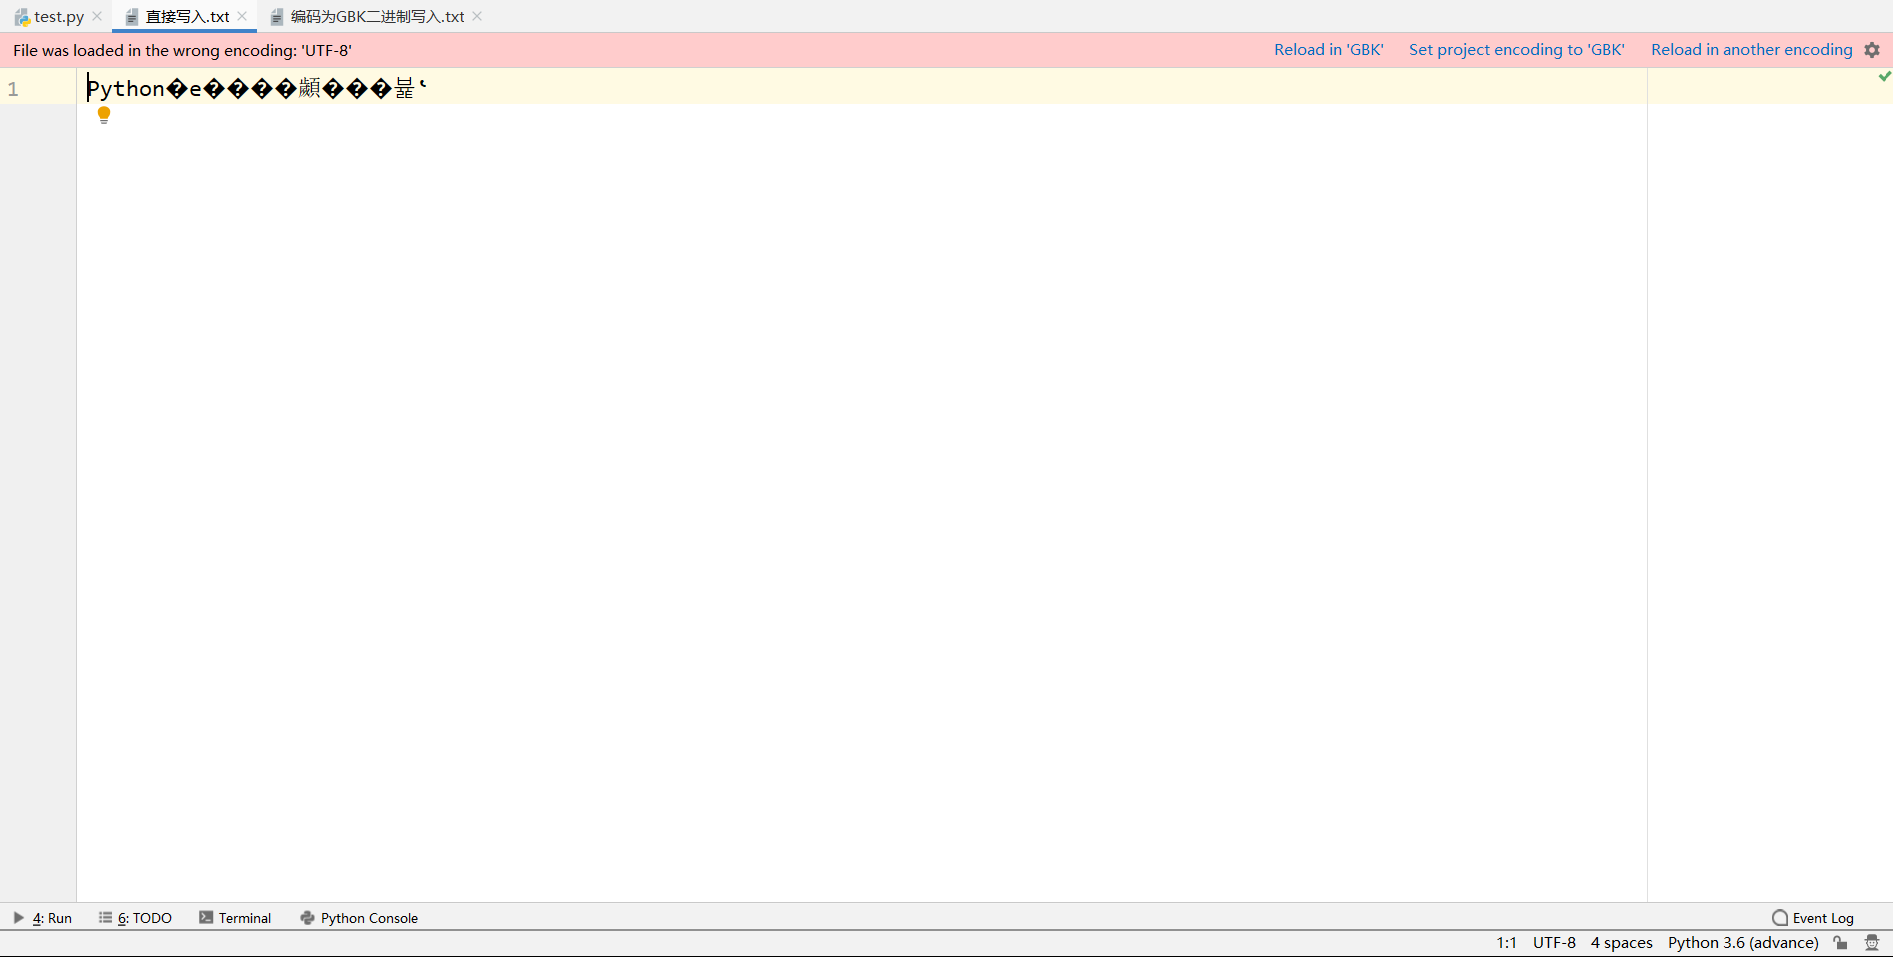 test.py
直接写入.txt
编码为GBK二进制写入.txt
File was loaded in the wrong encoding: 'UTF-8'
Reload in 'GBK'
Set project encoding to 'GBK'
Reload in another encoding
1
Python�e����顣���뷽ʽ
4: Run
6: TODO
Terminal
Python Console
Event Log
1:1
UTF-8
4 spaces
Python 3.6 (advance)